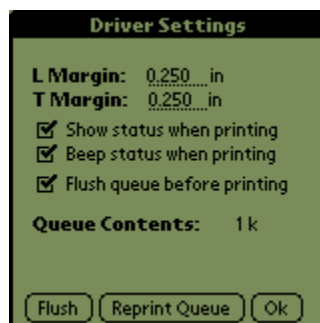 Driver Settings
L Margin: 0.250 in
T Margin: 0.250 in
Show status when printing
Beep status when printing
Flush queue before printing
Queue Contents: 1 k
Flush Reprint Queue Ok